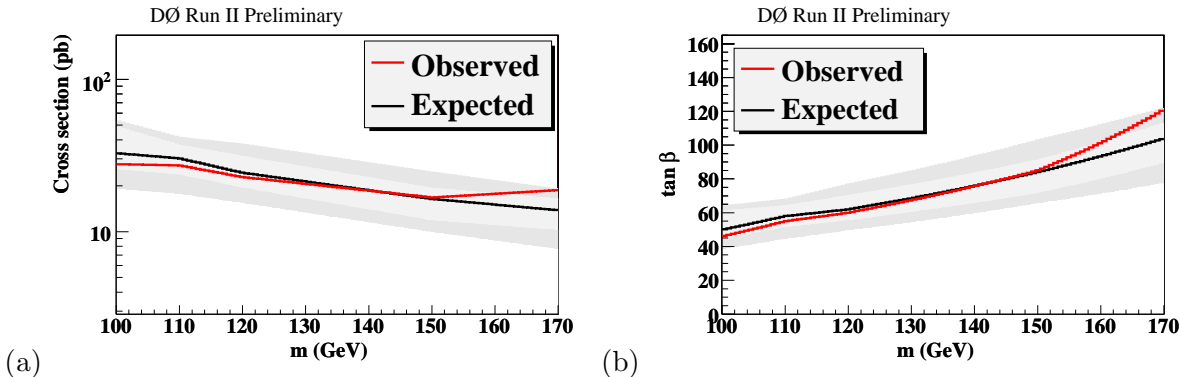 DØ Run II Preliminary
Cross section (pb)
10²
10
Observed
Expected
100 110 120 130 140 150 160 170
m (GeV)
(a)
DØ Run II Preliminary
tan β
160
140
120
100
80
60
40
20
0
Observed
Expected
100 110 120 130 140 150 160 170
m (GeV)
(b)